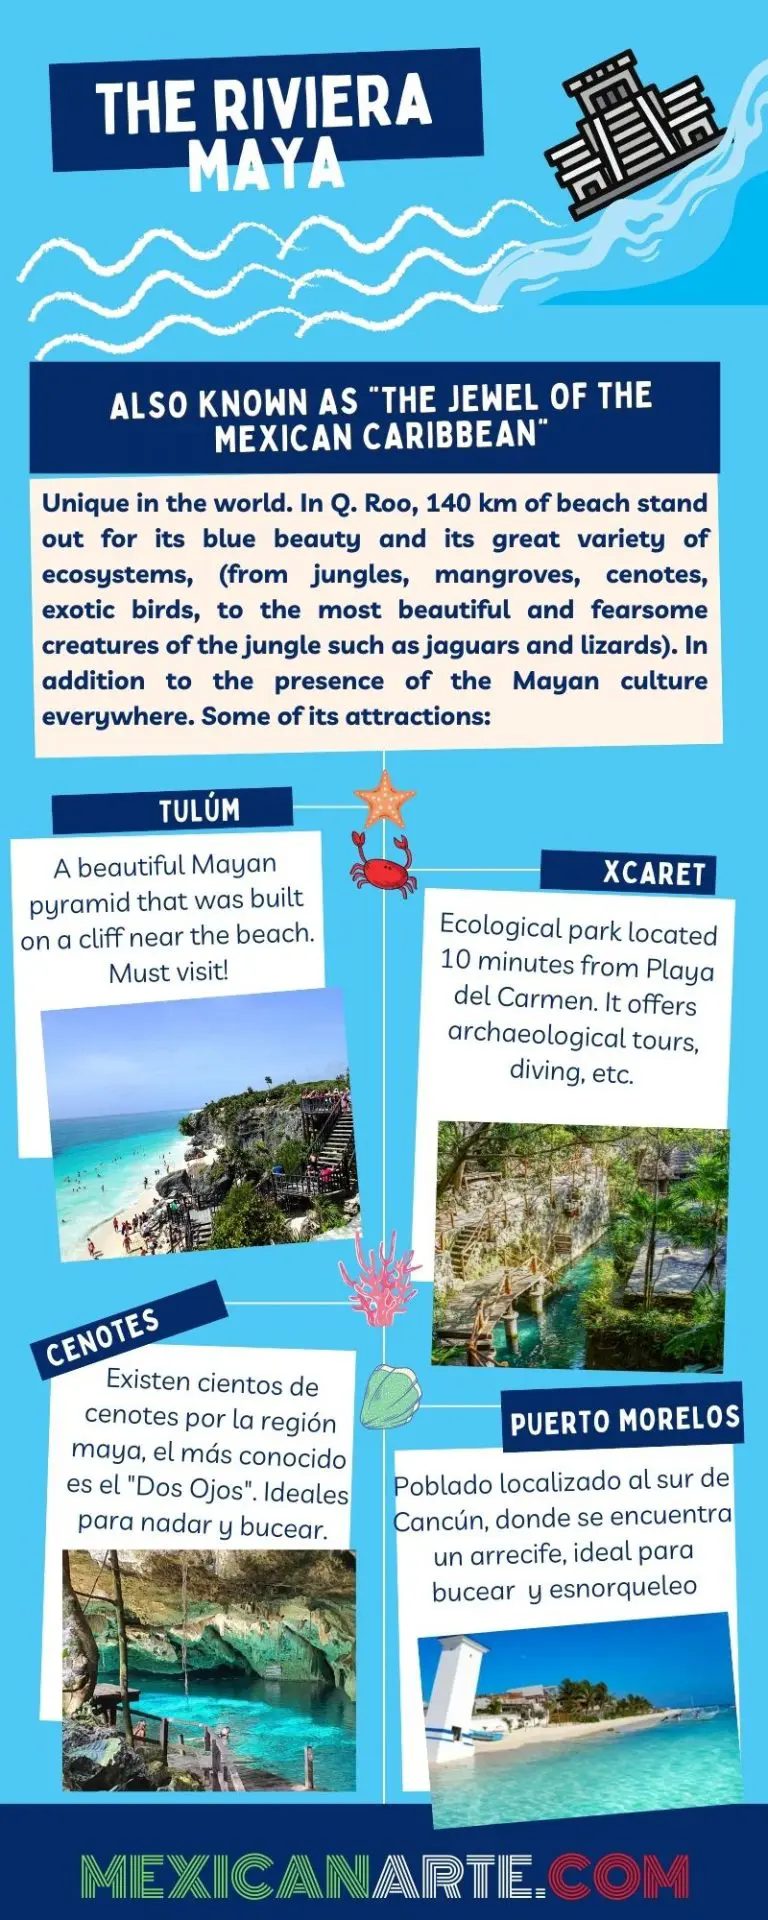 THE RIVIERA
MAYA
ALSO KNOWN AS "THE JEWEL OF THE
MEXICAN CARIBBEAN"
Unique in the world. In Q. Roo, 140 km of beach stand
out for its blue beauty and its great variety of
ecosystems, (from jungles, mangroves, cenotes,
exotic birds, to the most beautiful and fearsome
creatures of the jungle such as jaguars and lizards). In
addition to the presence of the Mayan culture
everywhere. Some of its attractions:
TULÚM
A beautiful Mayan
pyramid that was built
on a cliff near the beach.
Must visit!
XCARET
Ecological park located
10 minutes from Playa
del Carmen. It offers
archaeological tours,
diving, etc.
CENOTES
Existen cientos de
cenotes por la región
maya, el más conocido
es el "Dos Ojos". Ideales
para nadar y bucear.
PUERTO MORELOS
Poblado localizado al sur de
Cancún, donde se encuentra
un arrecife, ideal para
bucear y esnorqueleo
MEXICANARTE.COM